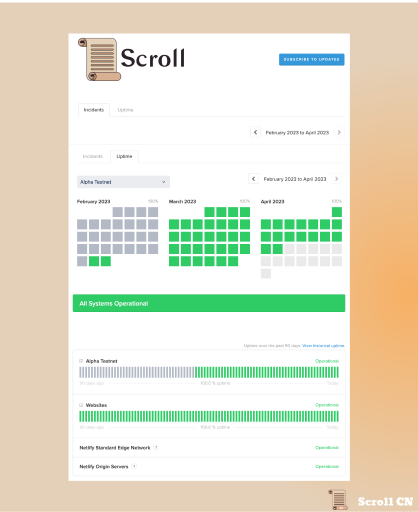 Scroll
SUBSCRIBE TO UPDATES
Incidents Uptime
February 2023 to April 2023
Incidents Uptime
Alpha Testnet
February 2023 to April 2023
February 2023 100% March 2023 100% April 2023 100%
All Systems Operational
Uptime over the past 90 days. View historical uptime.
Alpha Testnet ? Operational
90 days ago 100.0 % uptime Today
Websites Operational
90 days ago 100.0 % uptime Today
Netlify Standard Edge Network ? Operational
Netlify Origin Servers ? Operational
Scroll CN